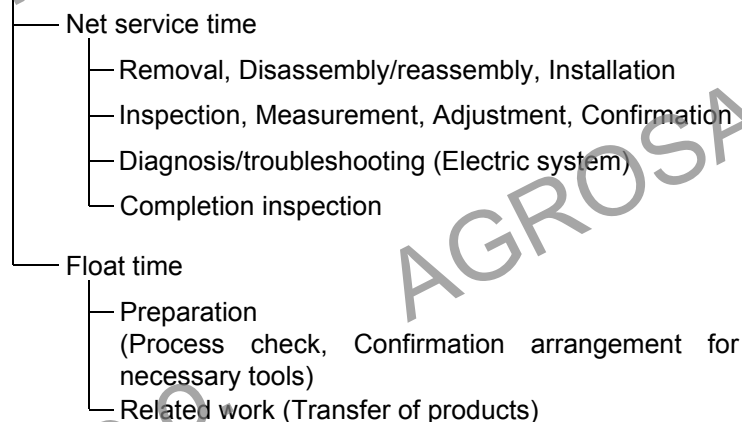 Net service time
Removal, Disassembly/reassembly, Installation
Inspection, Measurement, Adjustment, Confirmation
Diagnosis/troubleshooting (Electric system)
Completion inspection
AGROSA
Float time
Preparation
(Process check, Confirmation arrangement for
necessary tools)
Related work (Transfer of products)